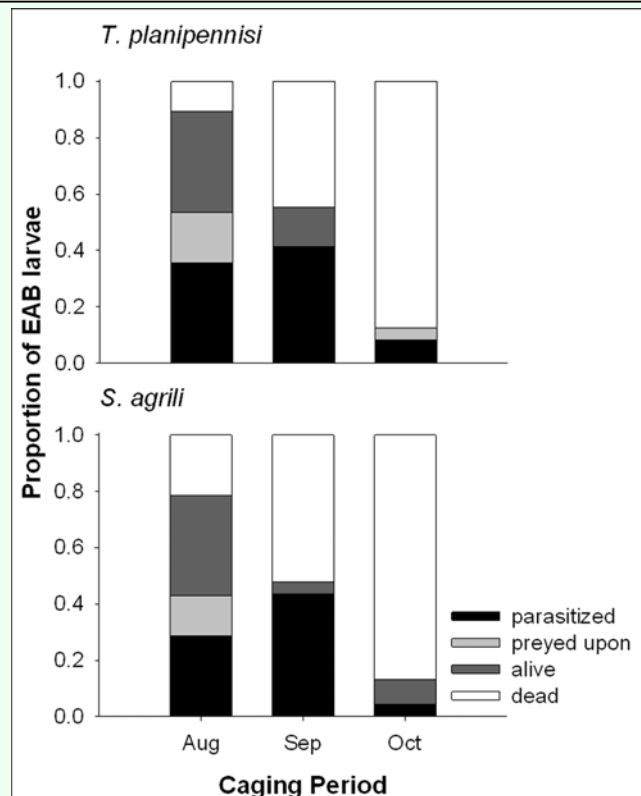 T. planipennisi
1.0
0.8
0.6
0.4
0.2
0.0
S. agrili
1.0
0.8
0.6
0.4
0.2
0.0
Proportion of EAB larvae
parasitized
preyed upon
alive
dead
Aug Sep Oct
Caging Period